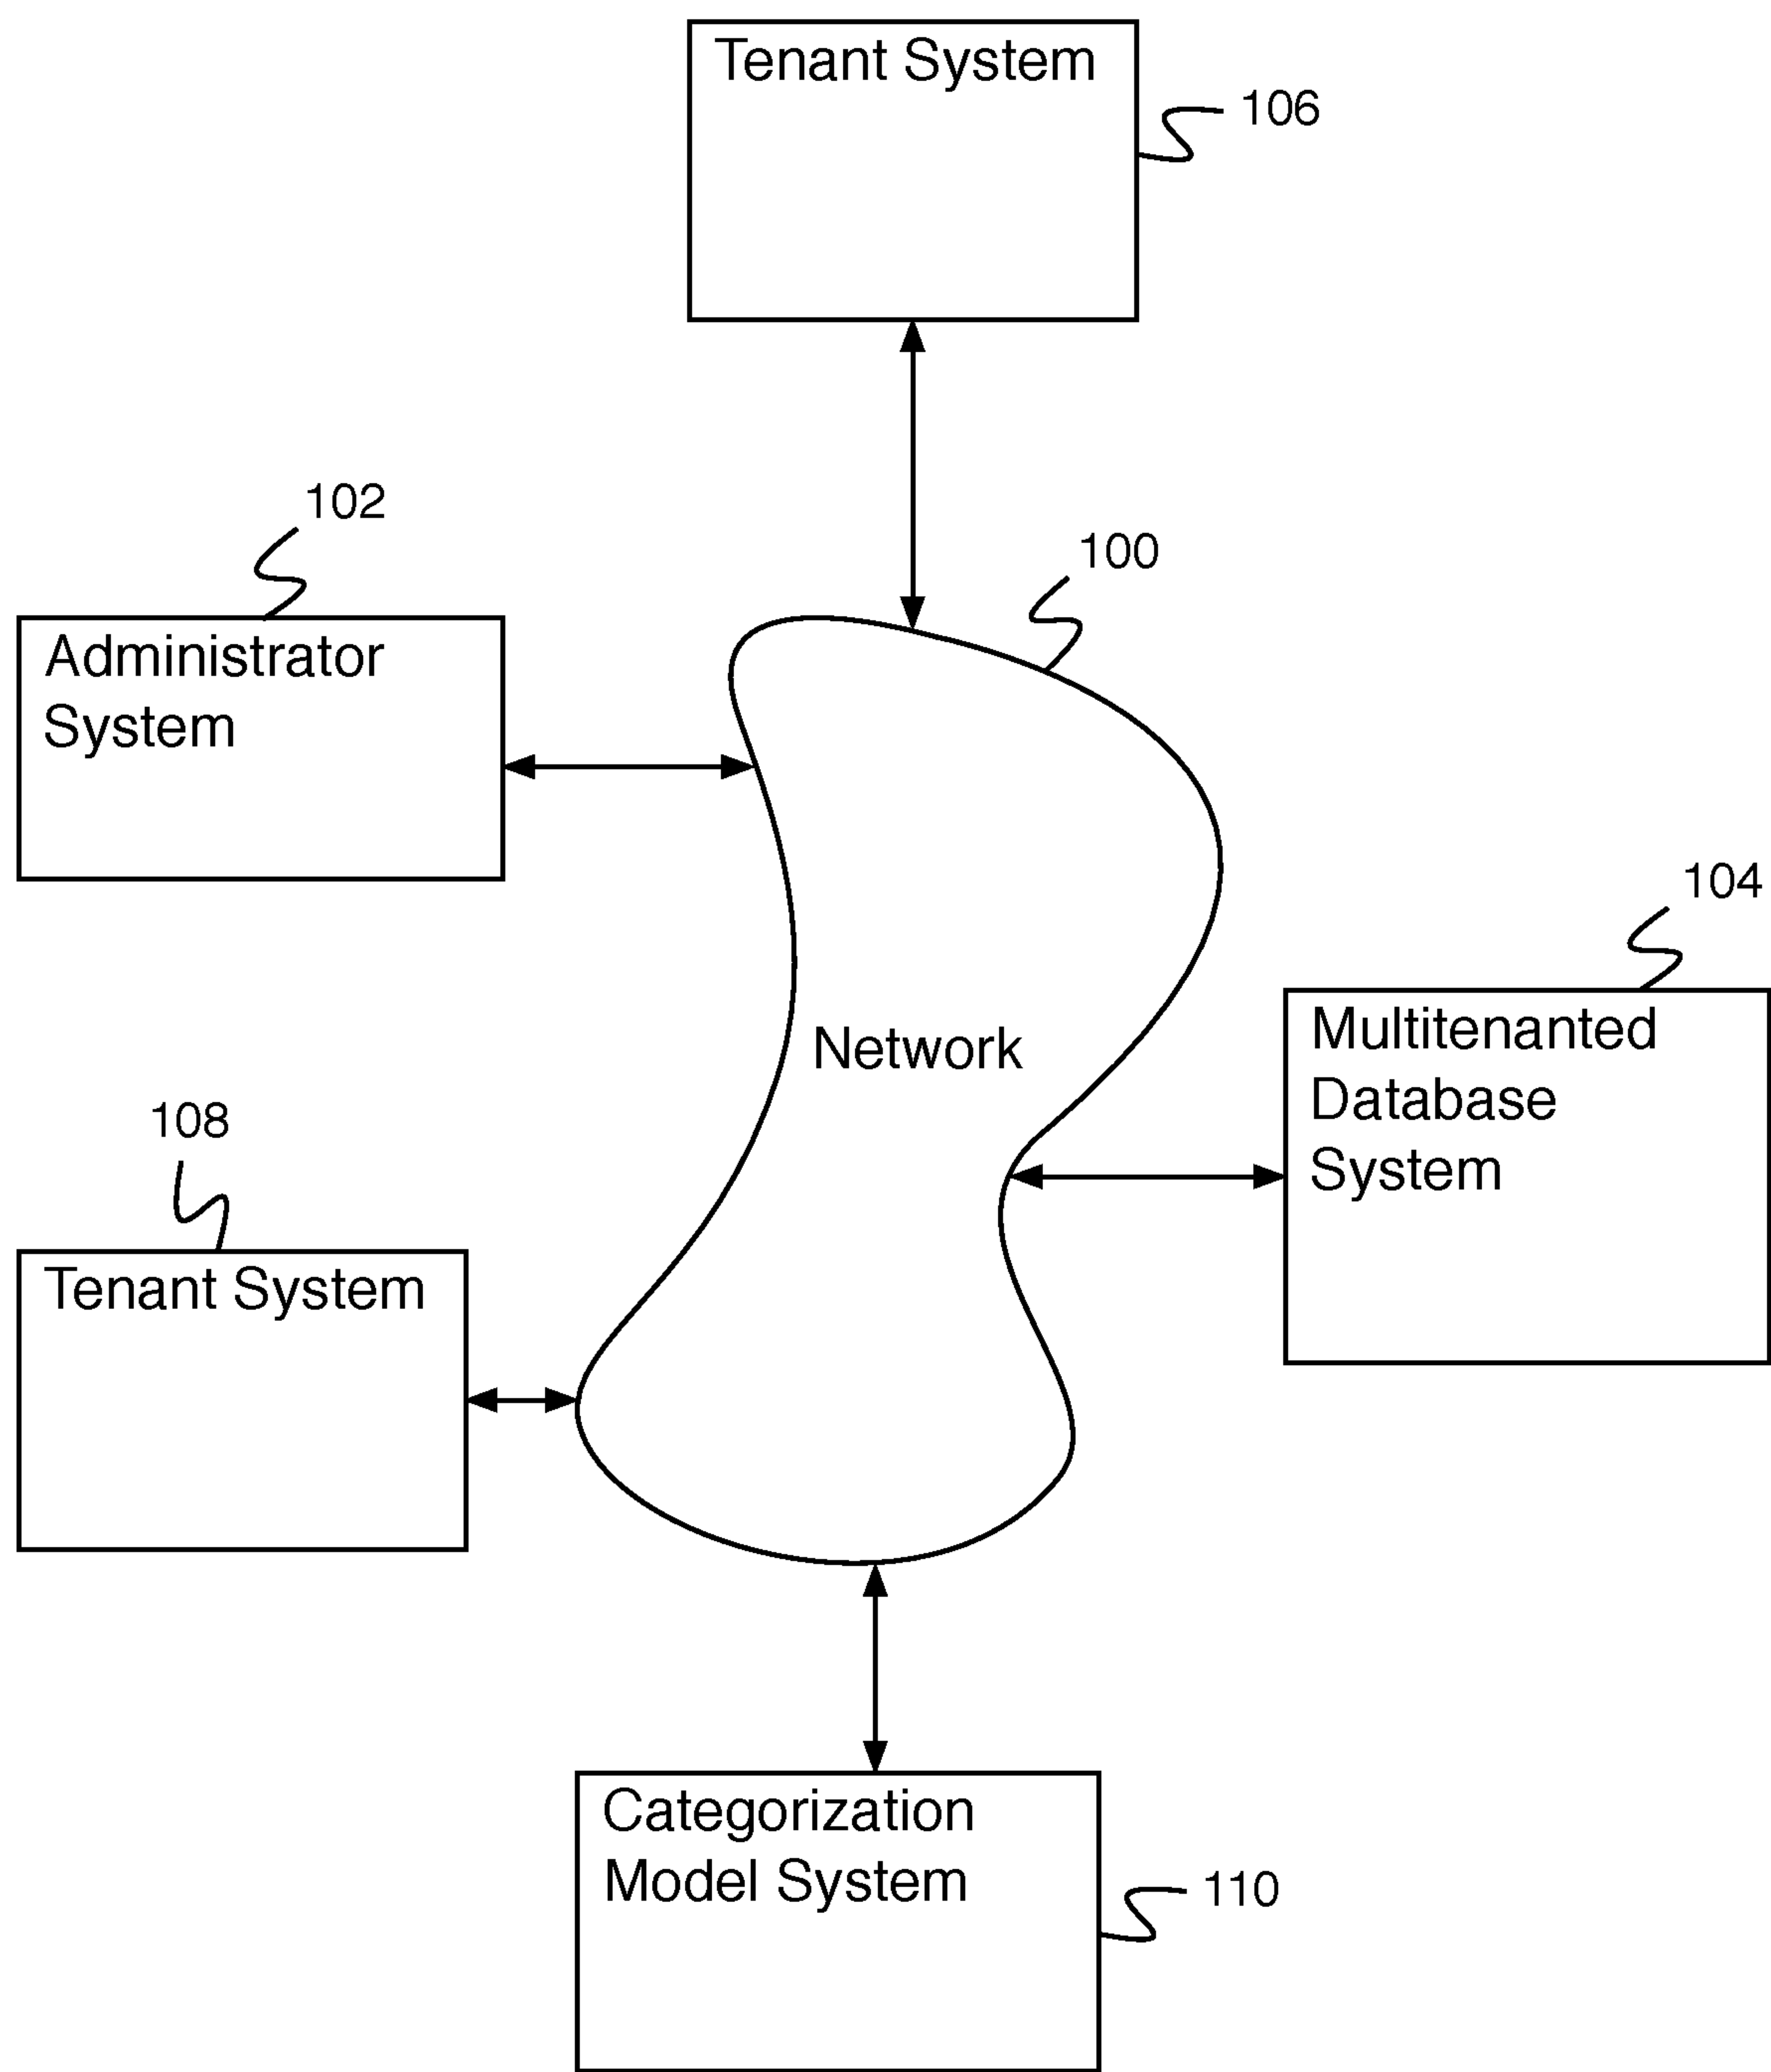 Tenant System
106
102
100
Administrator
System
104
Multitenanted
Database
System
Network
108
Tenant System
Categorization
Model System
110